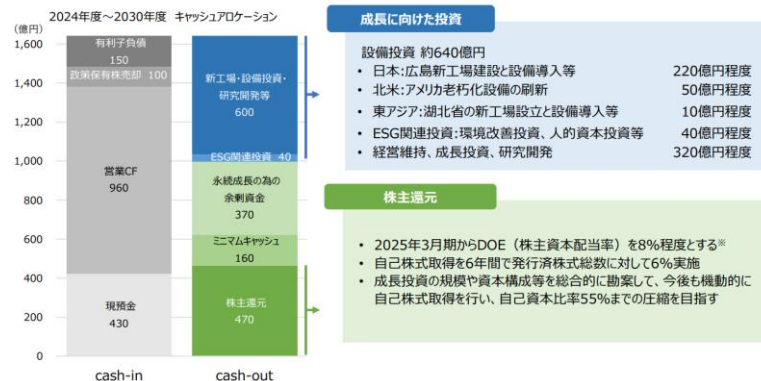 2024年度～2030年度 キャッシュアロケーション
(億円)
1,600
1,400
1,200
1,000
800
600
400
200
0
有利子負債
150
政策保有株売却 100
営業CF
960
現預金
430
cash-in
新工場・設備投資・
研究開発等
600
ESG関連投資 40
永続成長の為の
余剰資金
370
ミニマムキャッシュ
160
株主還元
470
cash-out
成長に向けた投資
設備投資 約640億円
• 日本:広島新工場建設と設備導入等 220億円程度
• 北米:アメリカ老朽化設備の刷新 50億円程度
• 東アジア:湖北省の新工場設立と設備導入等 10億円程度
• ESG関連投資:環境改善投資、人的資本投資等 40億円程度
• 経営維持、成長投資、研究開発 320億円程度
株主還元
• 2025年3月期からDOE（株主資本配当率）を8%程度とする※
• 自己株式取得を6年間で発行済株式総数に対して6%実施
• 成長投資の規模や資本構成等を総合的に勘案して、今後も機動的に
自己株式取得を行い、自己資本比率55%までの圧縮を目指す